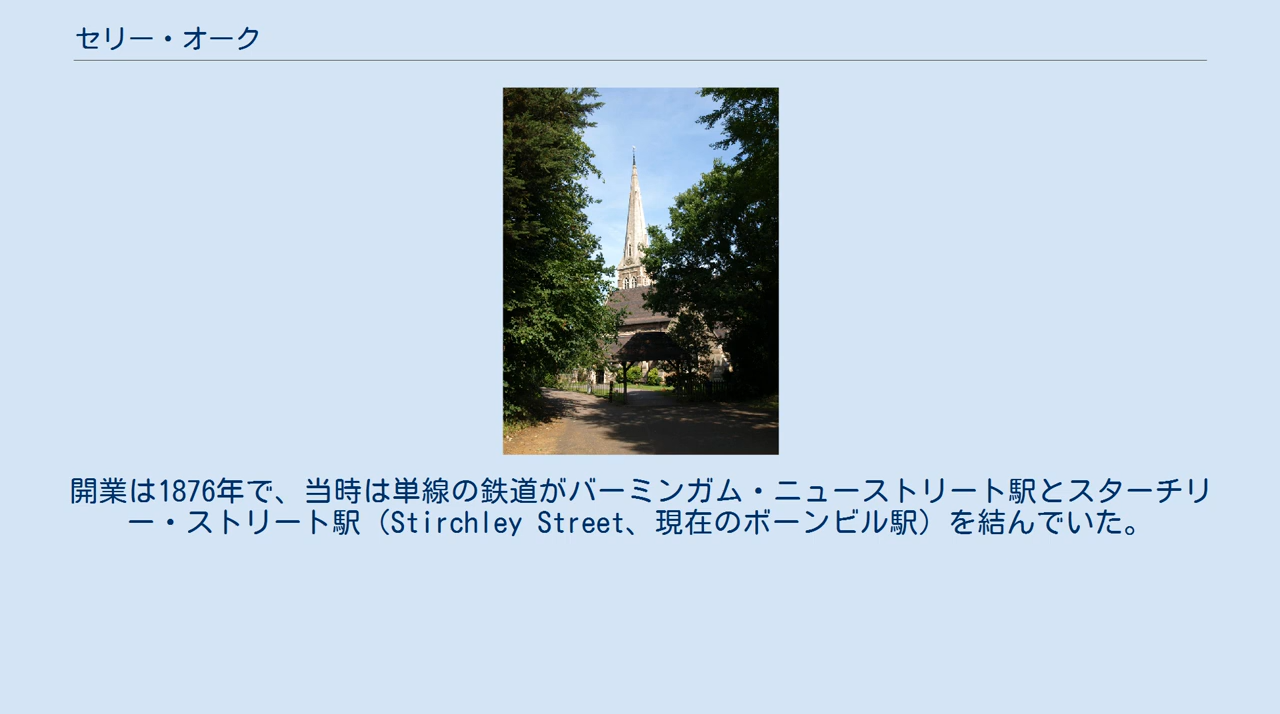 セリー・オーク
開業は1876年で、当時は単線の鉄道がバーミンガム・ニューストリート駅とスターチリ
ー・ストリート駅（Stirchley Street、現在のボーンビル駅）を結んでいた。